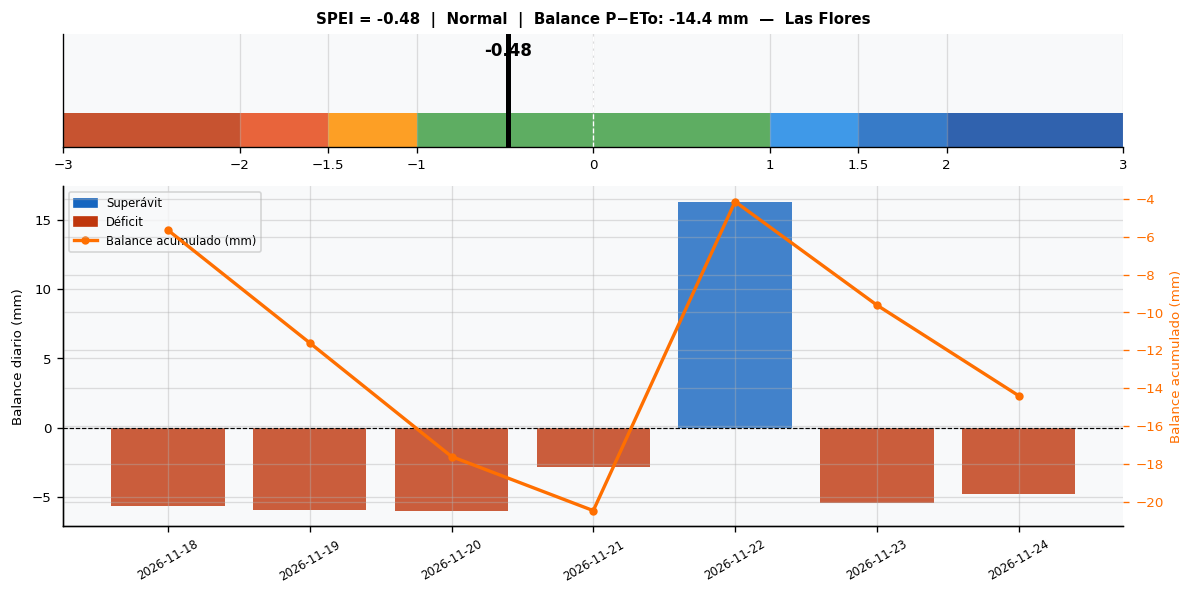 SPEI = -0.48 | Normal | Balance P−ETo: -14.4 mm — Las Flores
-0.48
−3 −2 −1.5 −1 0 1 1.5 2 3
Superávit
Déficit
Balance acumulado (mm)
Balance diario (mm)
15
10
5
0
−5
−4
−6
−8
−10
−12
−14
−16
−18
−20
Balance acumulado (mm)
2026-11-18 2026-11-19 2026-11-20 2026-11-21 2026-11-22 2026-11-23 2026-11-24